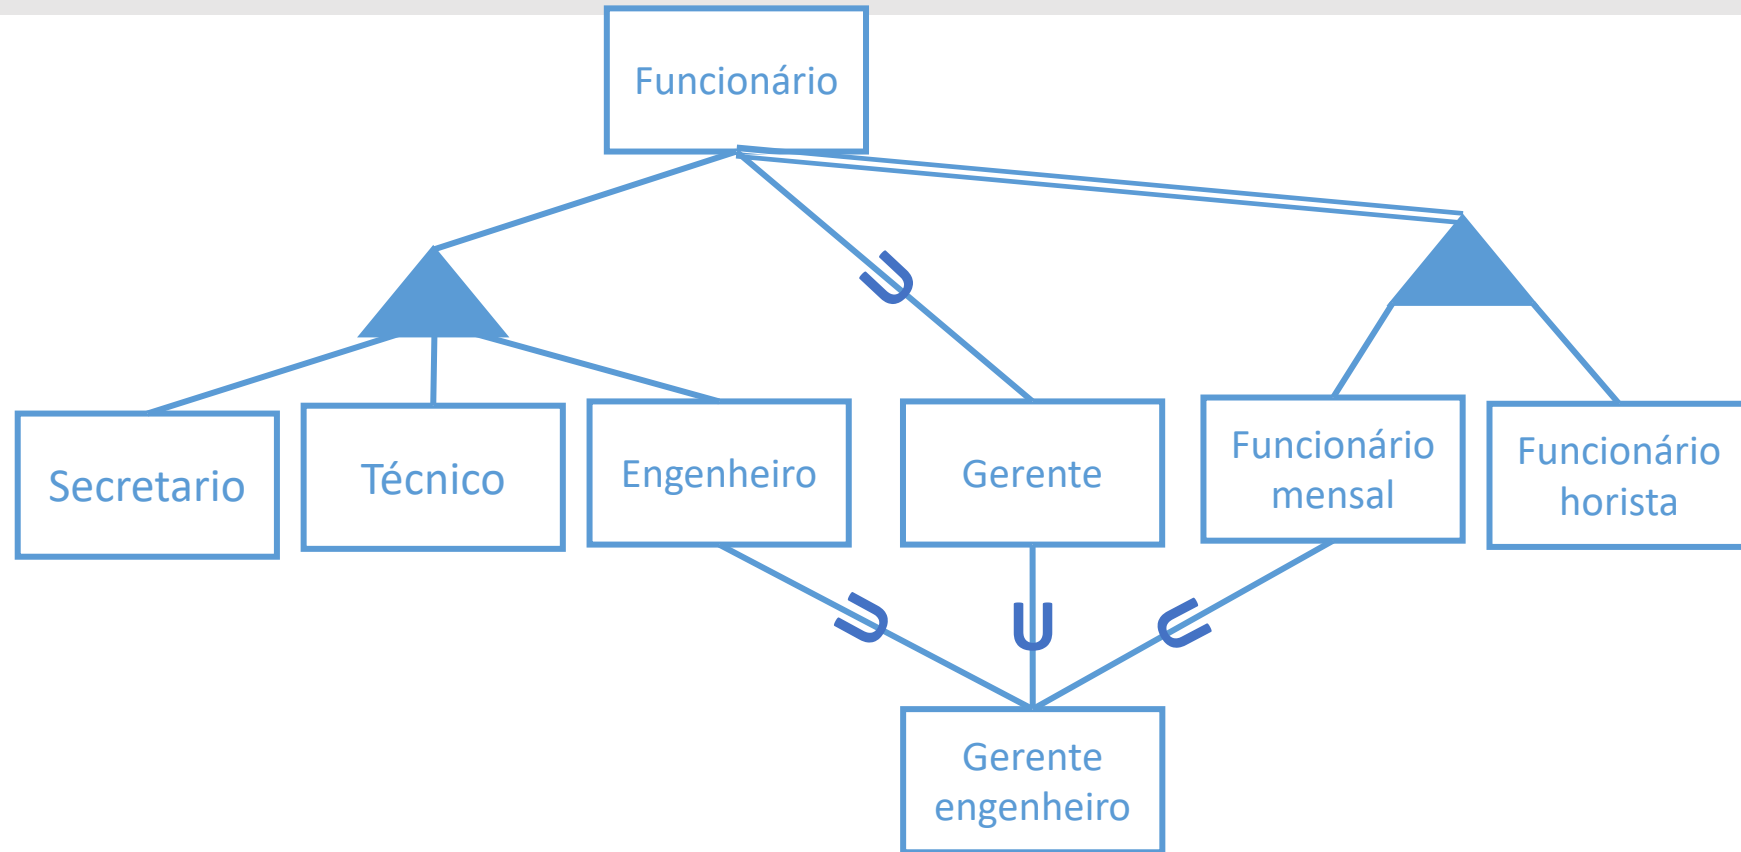 Funcionário
Secretario
Técnico
Engenheiro
Gerente
Funcionário
mensal
Funcionário
horista
Gerente
engenheiro